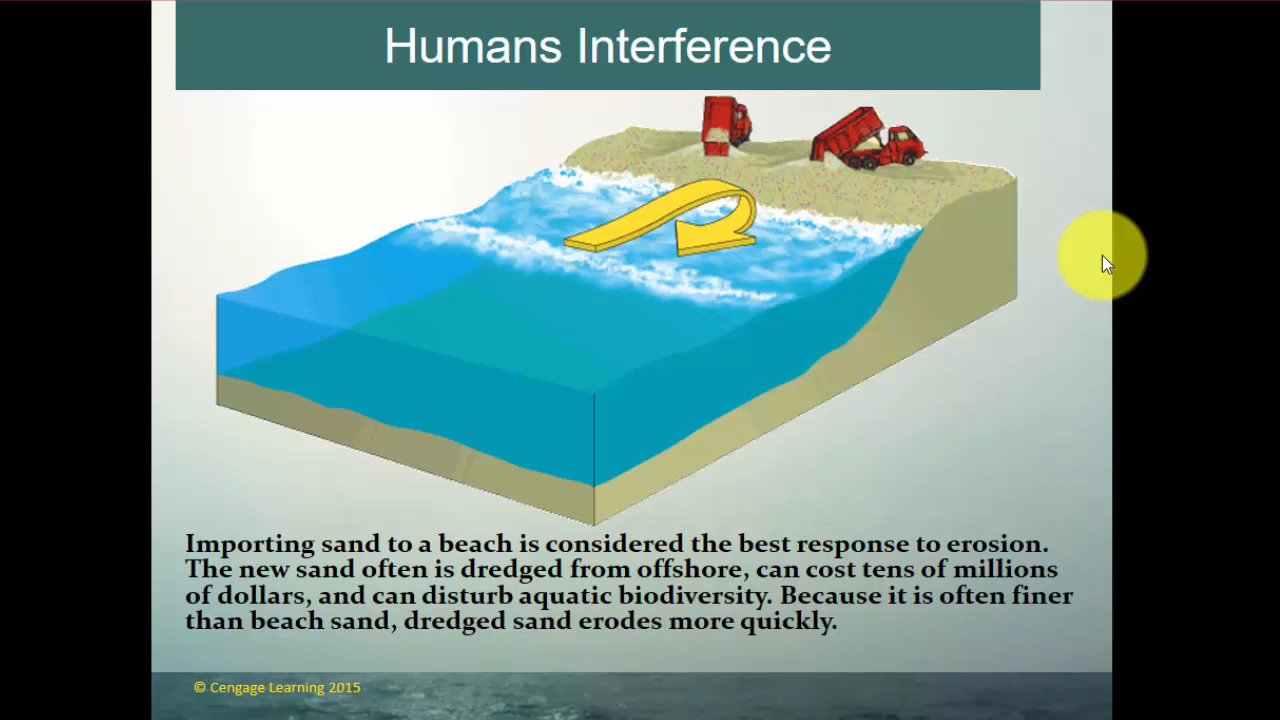 Humans Interference
Importing sand to a beach is considered the best response to erosion.
The new sand often is dredged from offshore, can cost tens of millions
of dollars, and can disturb aquatic biodiversity. Because it is often finer
than beach sand, dredged sand erodes more quickly.
© Cengage Learning 2015